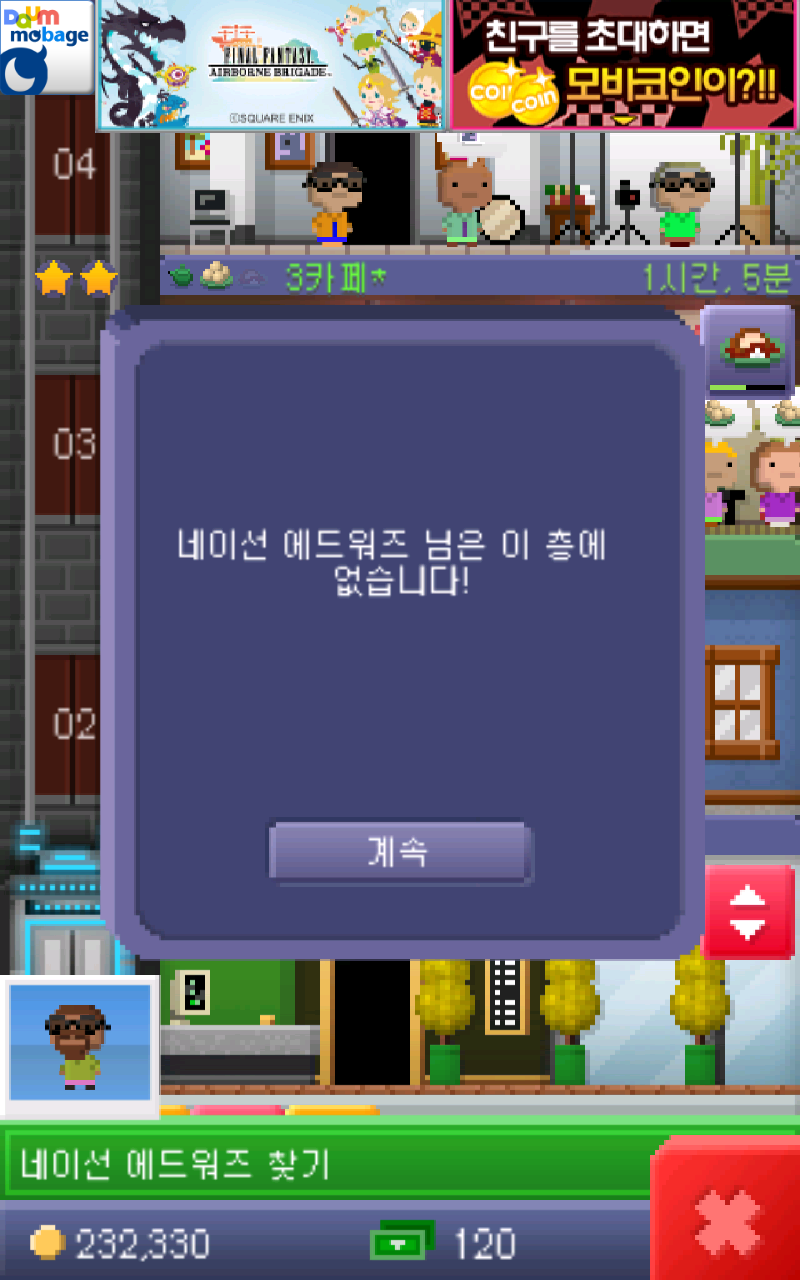 Daum
mobage
FINAL FANTASY
AIRBORNE BRIGADE
©SQUARE ENIX
친구를 초대하면
모바코인이?!!
coin
coin
04
3카페*
1시간, 5분
03
네이선 에드워즈 님은 이 층에
없습니다!
02
계속
네이선 에드워즈 찾기
232,330
120